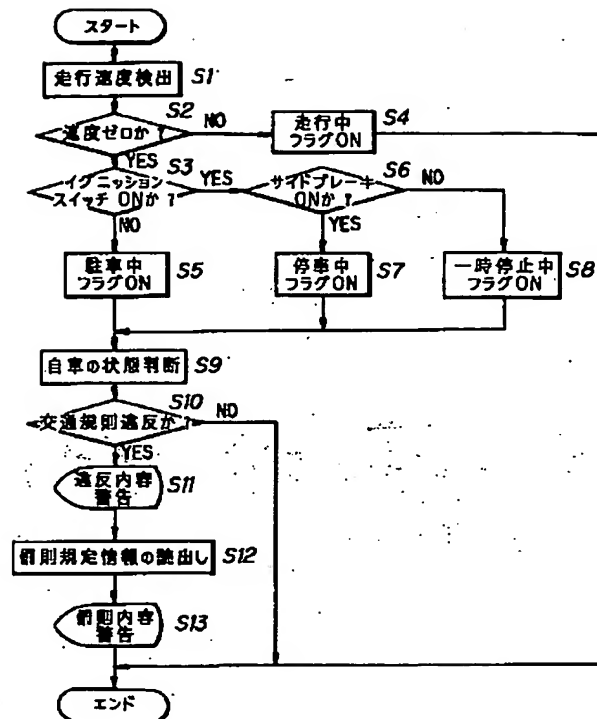 スタート
走行速度検出 S1
S2
速度ゼロか?
NO
走行中
フラグON
S4
YES
S3
イグニッション
スイッチ ONか?
YES
サイドブレーキ
ONか?
S6
NO
NO
YES
駐車中
フラグON
S5
停車中
フラグON
S7
一時停止中
フラグON
S8
自車の状態判断 S9
S10
交通規則違反か?
NO
YES
違反内容
警告
S11
罰則規定情報の読出し S12
罰則内容
警告
S13
エンド